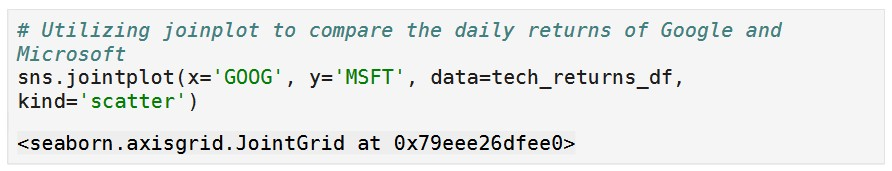 # Utilizing joinplot to compare the daily returns of Google and
Microsoft
sns.jointplot(x='GOOG', y='MSFT', data=tech_returns_df,
kind='scatter')
<seaborn.axisgrid.JointGrid at 0x79eee26dfee0>